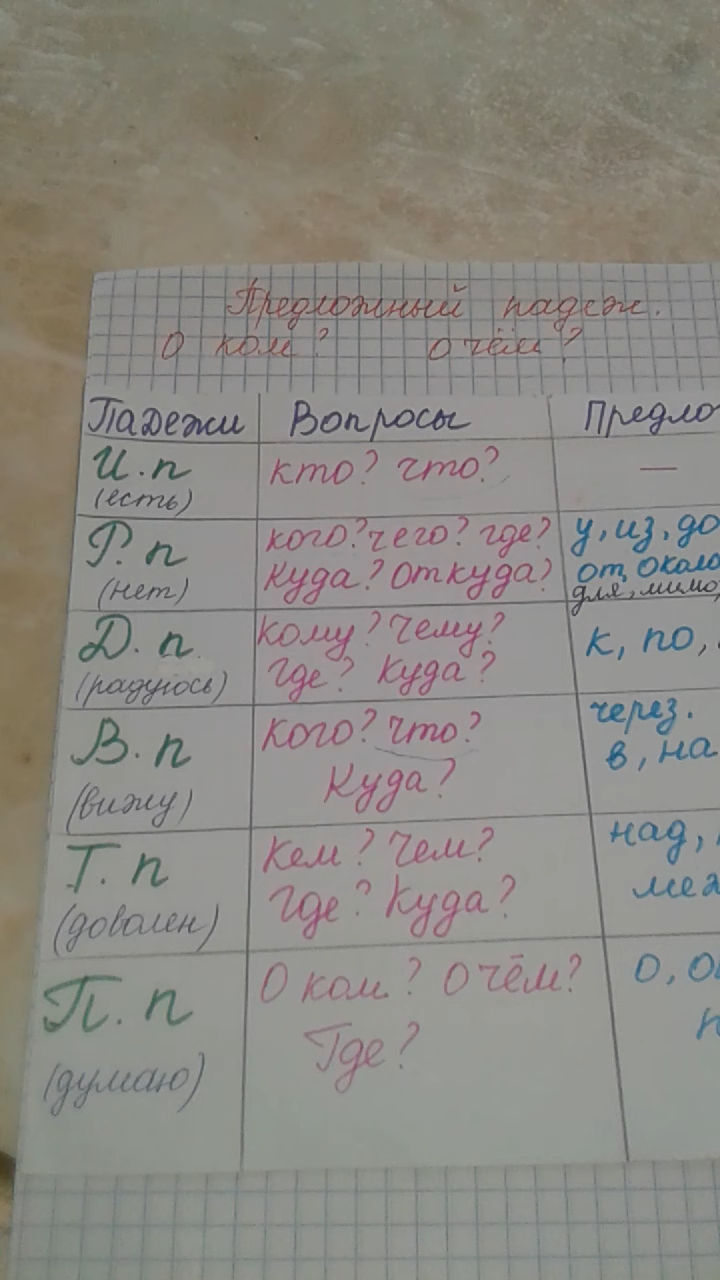 Предложный падеж.
О ком? О чём?
Падежи Вопросы
И.п кто? что? —
(есть)
Р.п кого? чего? где? у, из, до
куда? откуда? от, около
(нет) для, мимо,
Д.п. кому? чему? к, по,
(радуюсь) где? куда?
В.п кого? что? через.
(вижу) Куда? в, на
Т.п Кем? Чем? над,
(доволен) Где? Куда?
П.п О ком? О чём? о,
(думаю) Где?